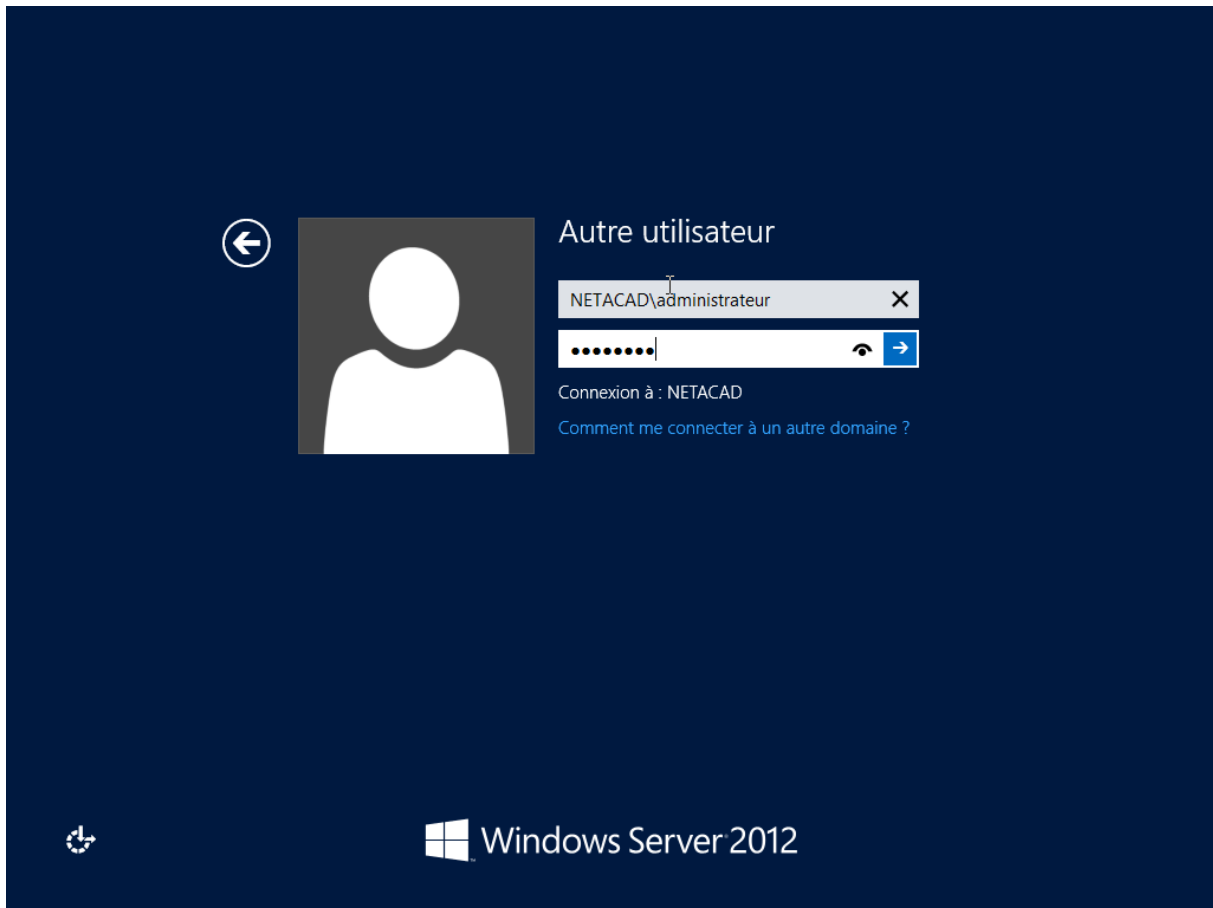 Autre utilisateur
NETACAD\administrateur
Connexion à : NETACAD
Comment me connecter à un autre domaine ?
Windows Server 2012